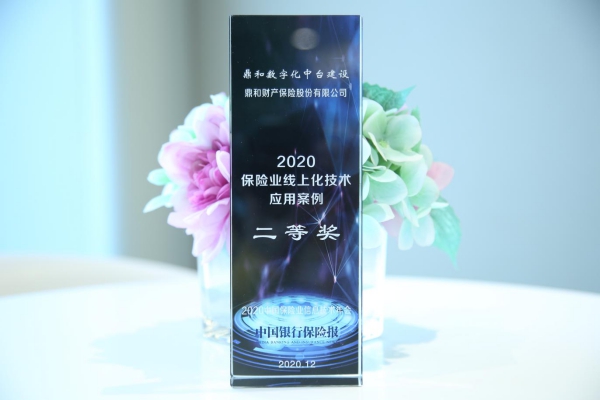 鼎和数字化中台建设
鼎和财产保险股份有限公司
2020
保险业线上化技术
应用案例
二等奖
中国银行保险报
2020.12